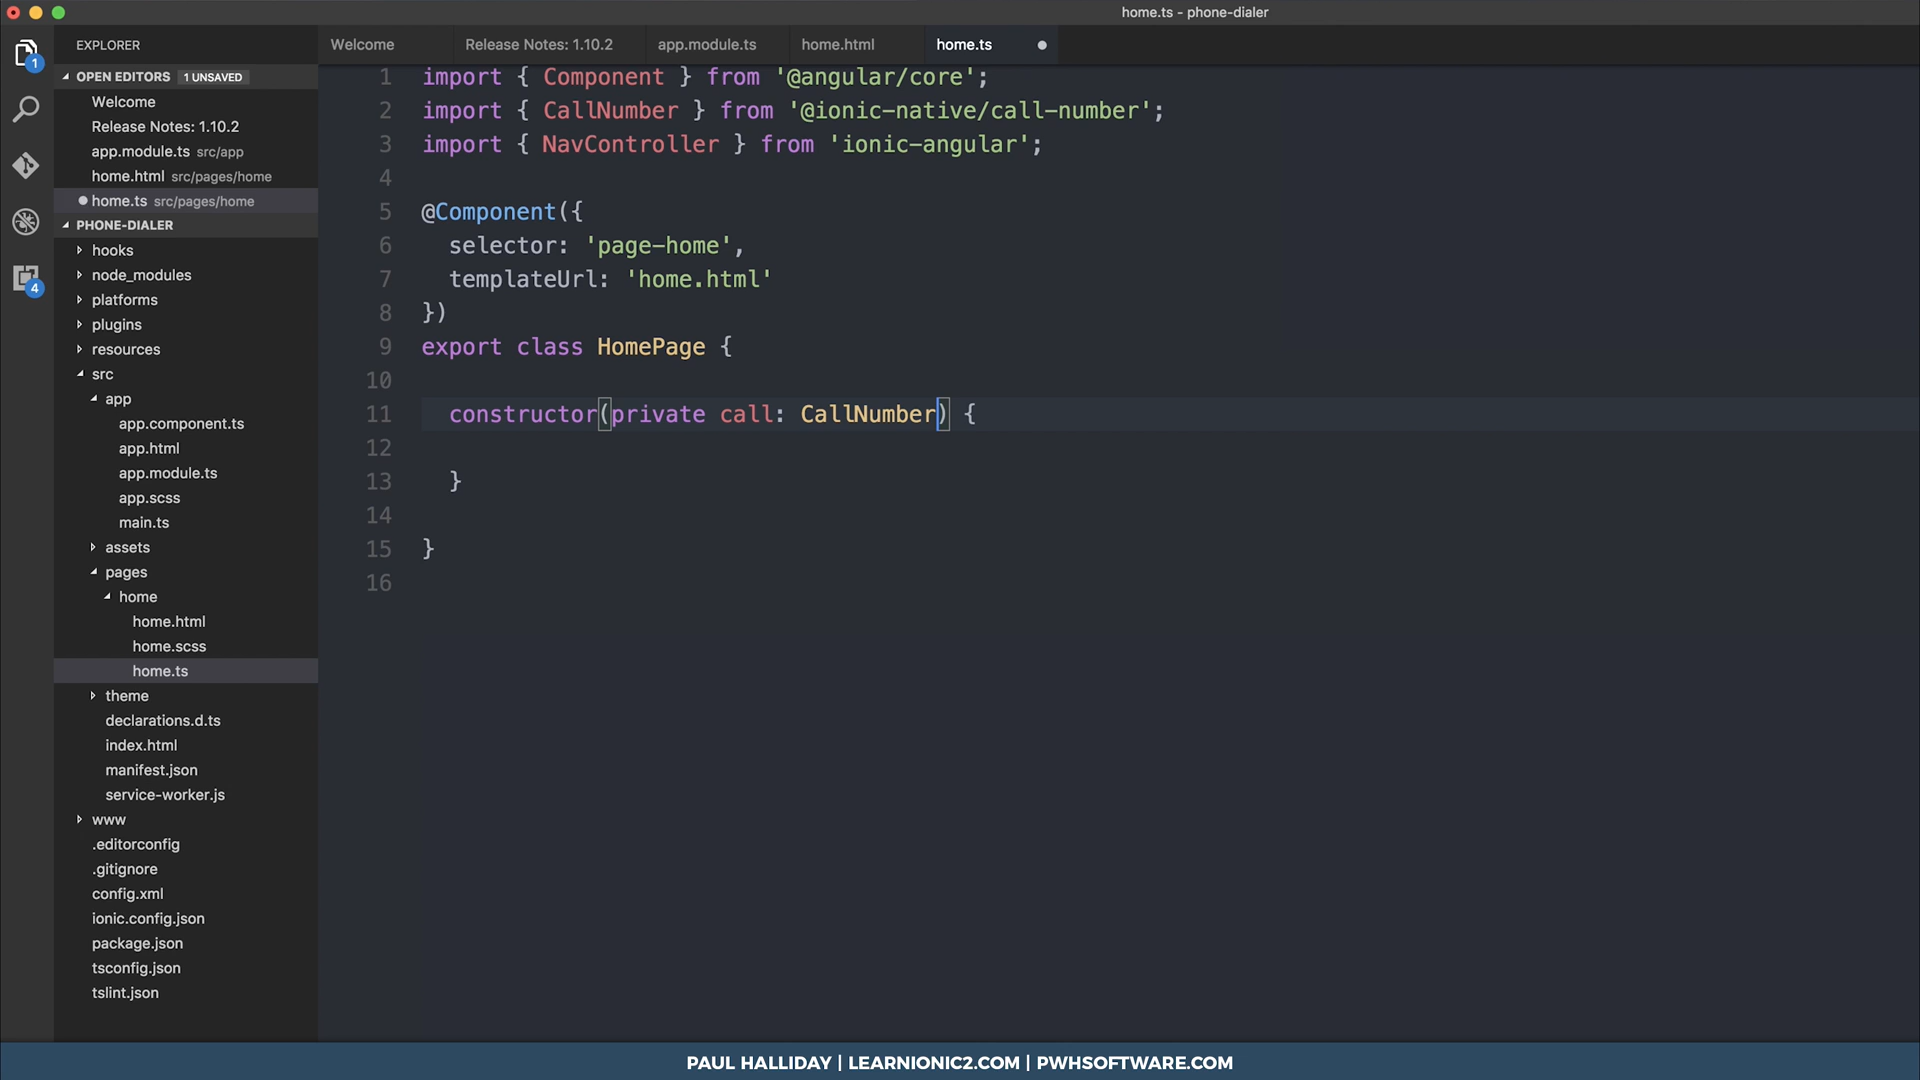 home.ts - phone-dialer
1
4
EXPLORER
OPEN EDITORS 1 UNSAVED
Welcome
Release Notes: 1.10.2
app.module.ts src/app
home.html src/pages/home
home.ts src/pages/home
PHONE-DIALER
hooks
node_modules
platforms
plugins
resources
src
app
app.component.ts
app.html
app.module.ts
app.scss
main.ts
assets
pages
home
home.html
home.scss
home.ts
theme
declarations.d.ts
index.html
manifest.json
service-worker.js
www
.editorconfig
.gitignore
config.xml
ionic.config.json
package.json
tsconfig.json
tslint.json
Welcome Release Notes: 1.10.2 app.module.ts home.html home.ts
1 import { Component } from '@angular/core';
2 import { CallNumber } from '@ionic-native/call-number';
3 import { NavController } from 'ionic-angular';
4
5 @Component({
6 selector: 'page-home',
7 templateUrl: 'home.html'
8 })
9 export class HomePage {
10
11 constructor(private call: CallNumber) {
12
13 }
14
15 }
16
PAUL HALLIDAY | LEARNIONIC2.COM | PWHSOFTWARE.COM